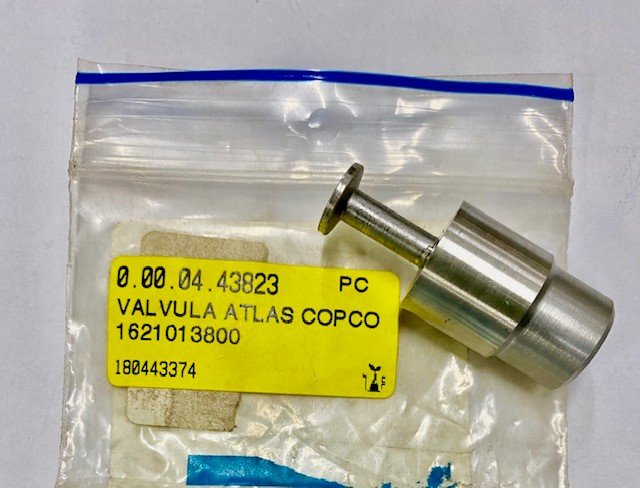 0.00.04.43823 PC
VALVULA ATLAS COPCO
1621013800
180443374